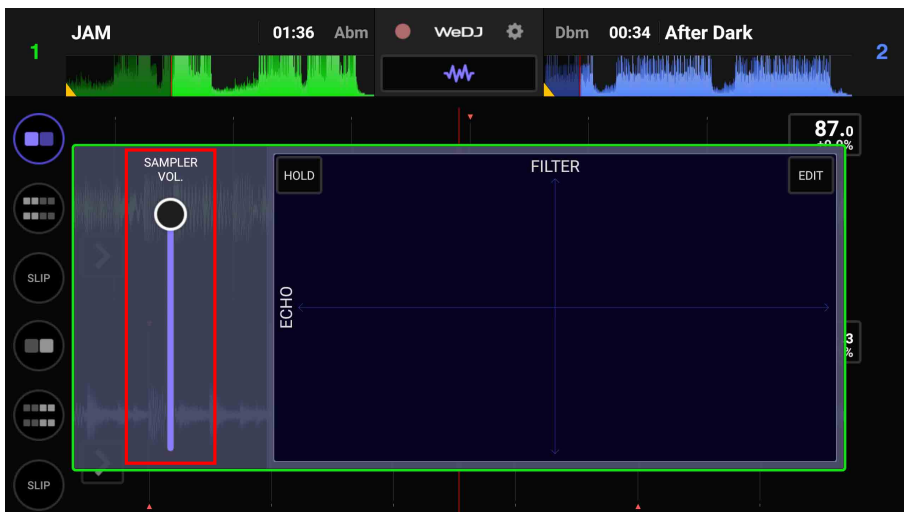 1
JAM
01:36
Abm
WeDJ
Dbm
00:34
After Dark
2
87.0
SAMPLER
VOL.
HOLD
FILTER
EDIT
SLIP
ECHO
3
%
SLIP